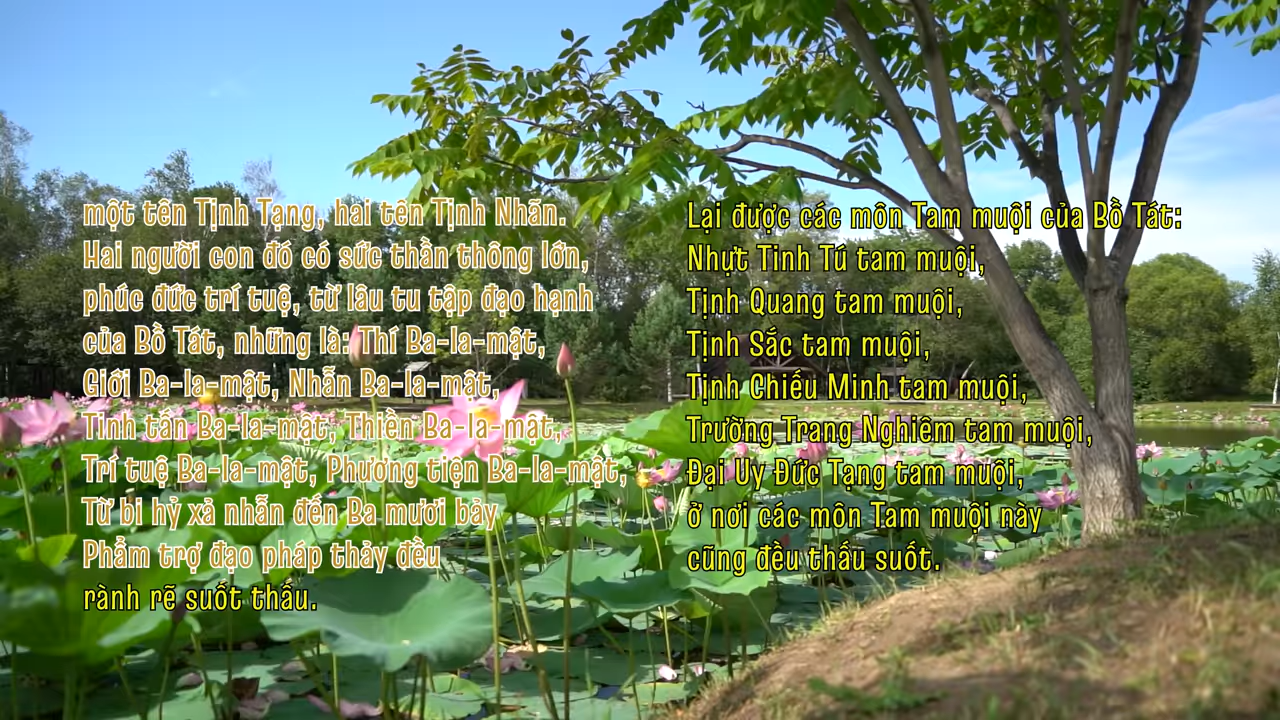 một tên Tịnh Tạng, hai tên Tịnh Nhãn.
Hai người con đó có sức thần thông lớn,
phúc đức trí tuệ, từ lâu tu tập đạo hạnh
của Bồ Tát, những là: Thí Ba-la-mật,
Giới Ba-la-mật, Nhẫn Ba-la-mật,
Tinh tấn Ba-la-mật, Thiền Ba-la-mật,
Trí tuệ Ba-la-mật, Phương tiện Ba-la-mật,
Từ bi hỷ xả nhẫn đến Ba mươi bảy
Phẩm trợ đạo pháp thảy đều
rành rẽ suốt thấu.
Lại được các môn Tam muội của Bồ Tát:
Nhựt Tinh Tú tam muội,
Tịnh Quang tam muội,
Tịnh Sắc tam muội,
Tịnh Chiếu Minh tam muội,
Trường Trang Nghiêm tam muội,
Đại Uy Đức Tạng tam muội,
ở nơi các môn Tam muội này
cũng đều thấu suốt.